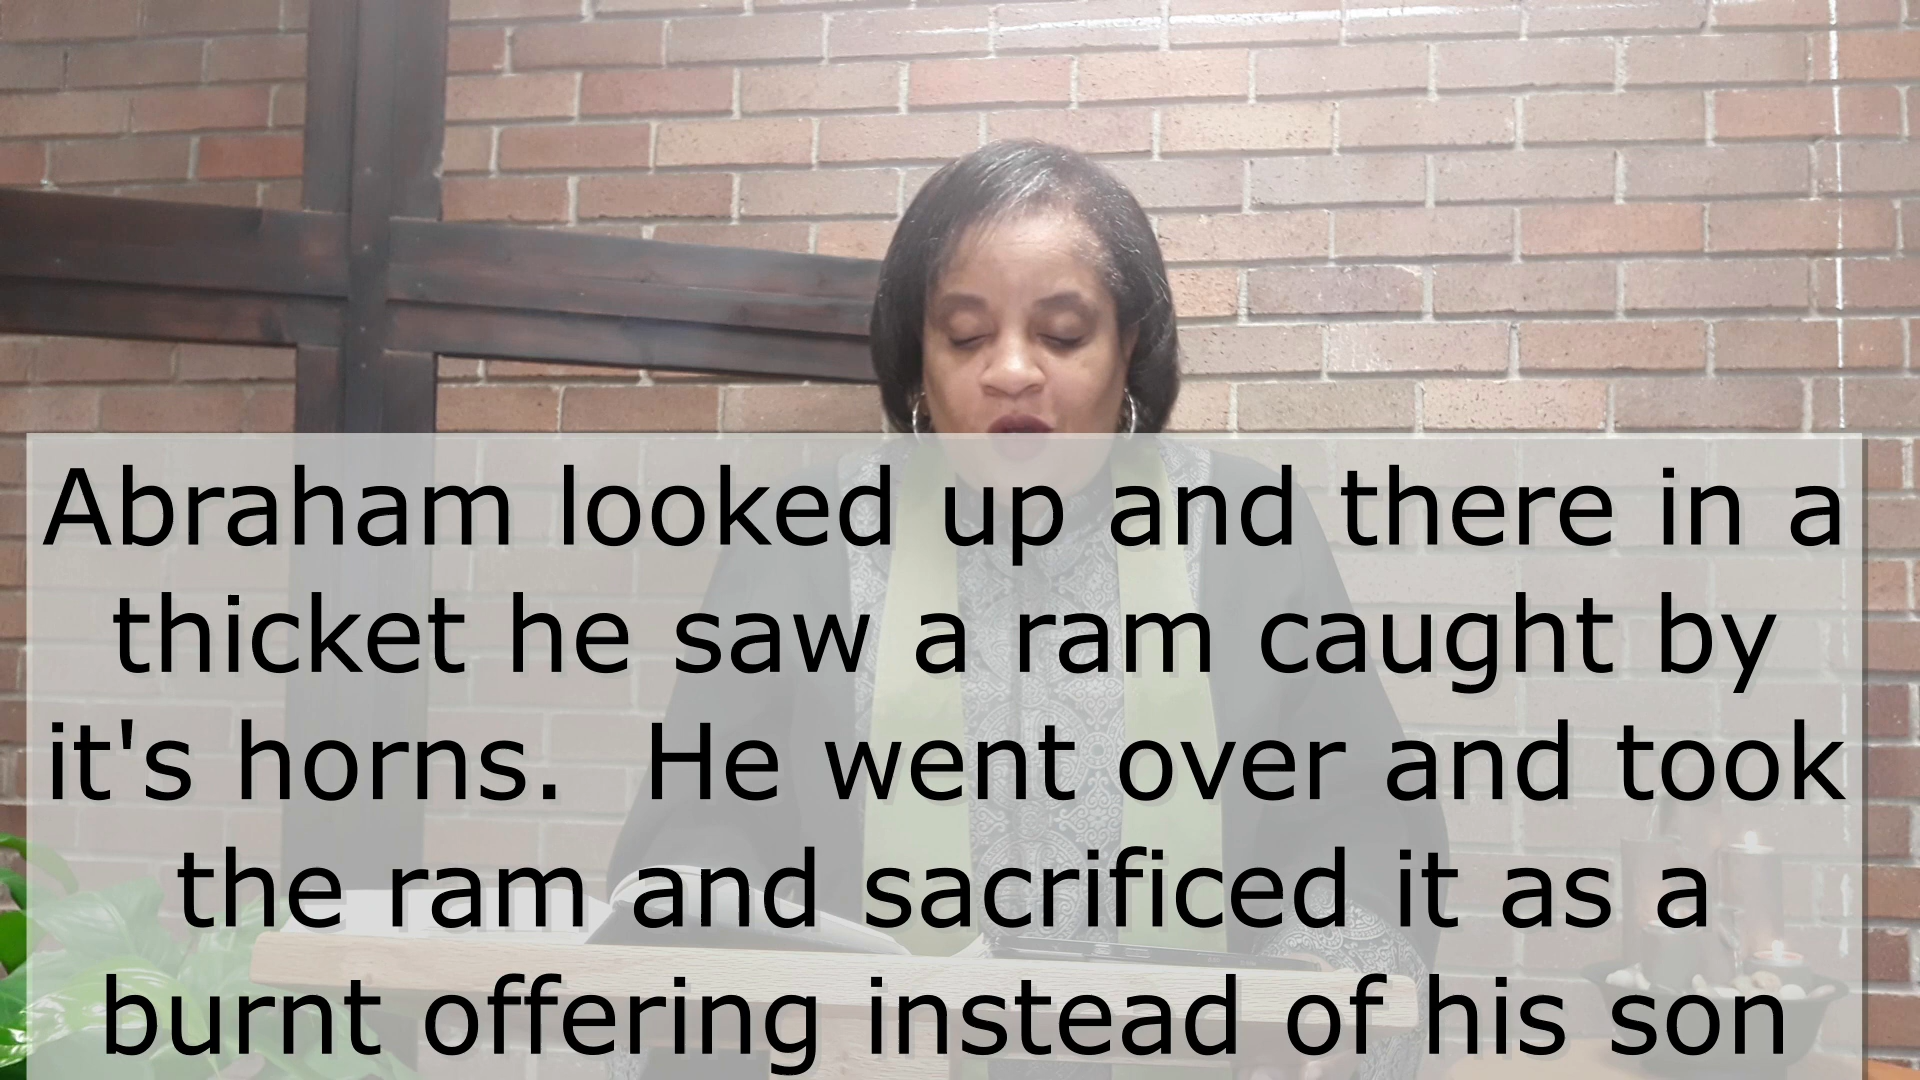 Abraham looked up and there in a
thicket he saw a ram caught by
it's horns.  He went over and took
the ram and sacrificed it as a
burnt offering instead of his son